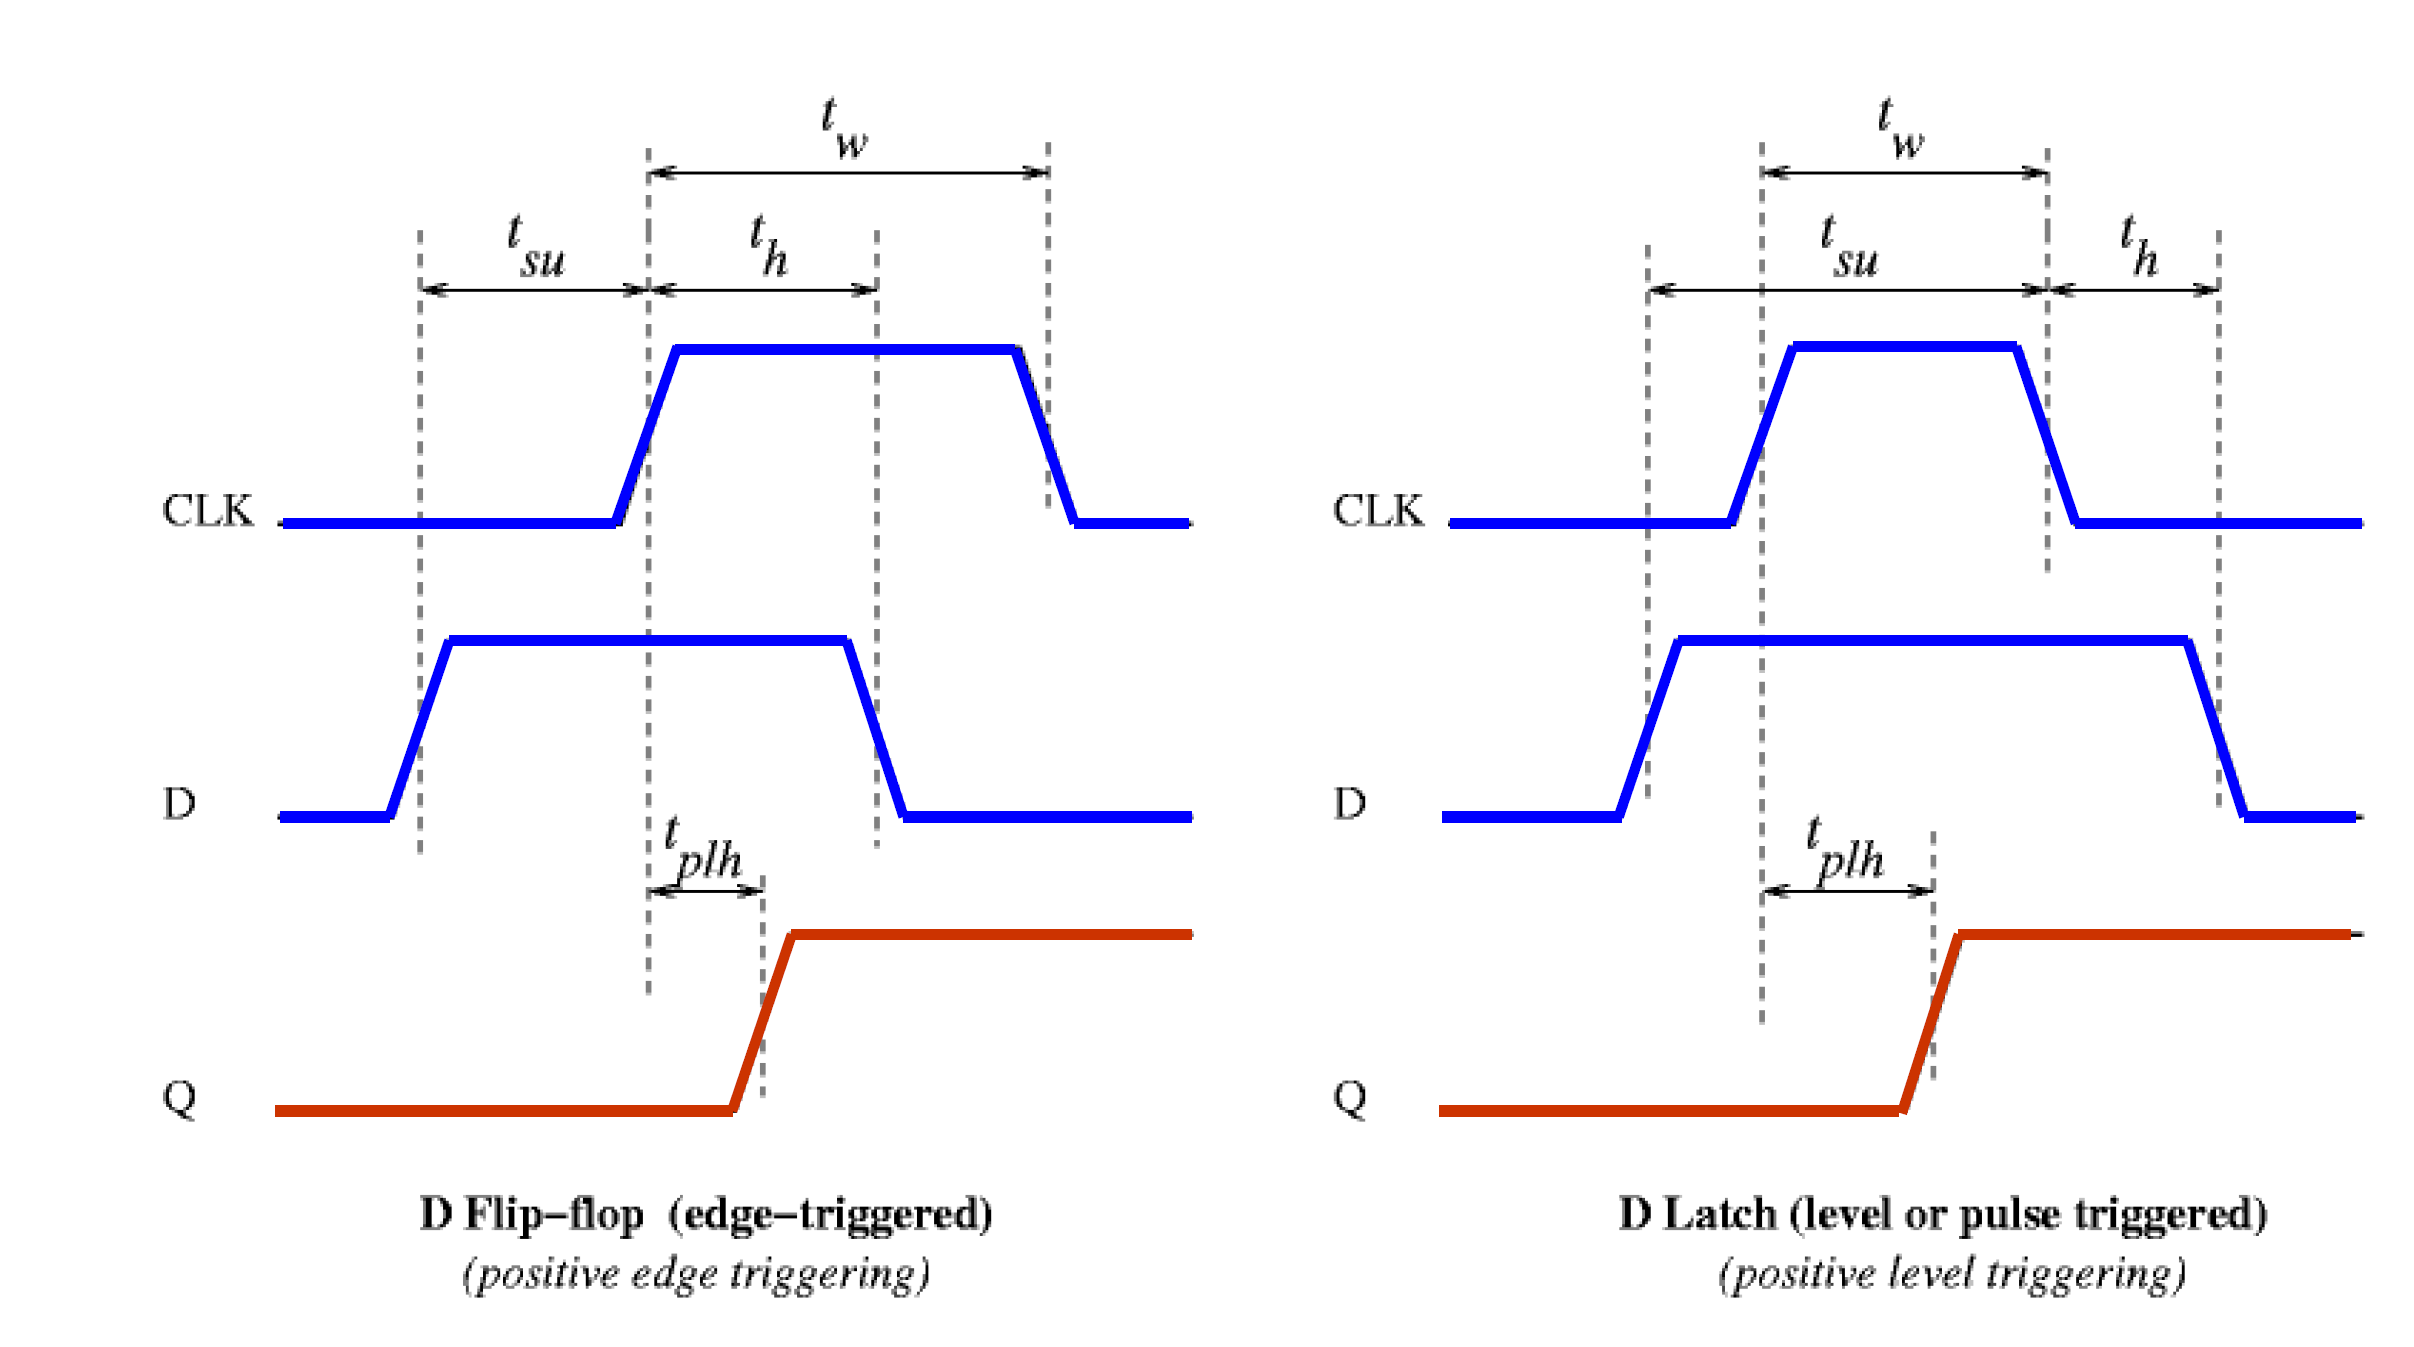 t_w
t_su
t_h
CLK
D
t_plh
Q
D Flip–flop (edge–triggered)
(positive edge triggering)
t_w
t_su
t_h
CLK
D
t_plh
Q
D Latch (level or pulse triggered)
(positive level triggering)